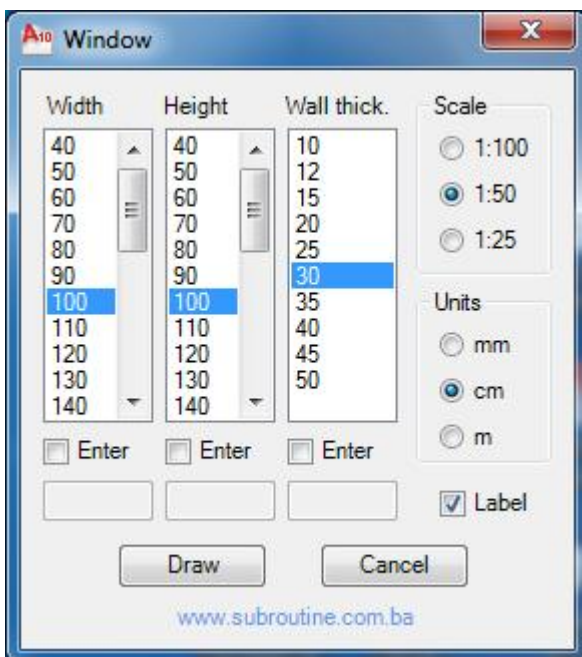 A10 Window
Width Height Wall thick. Scale
40 40 10 1:100
50 50 12
60 60 15 1:50
70 70 20
80 80 25 1:25
90 90 30
100 100 35 Units
110 110 40
120 120 45 mm
130 130 50 cm
140 140
Enter Enter Enter m
Label
Draw Cancel
www.subroutine.com.ba